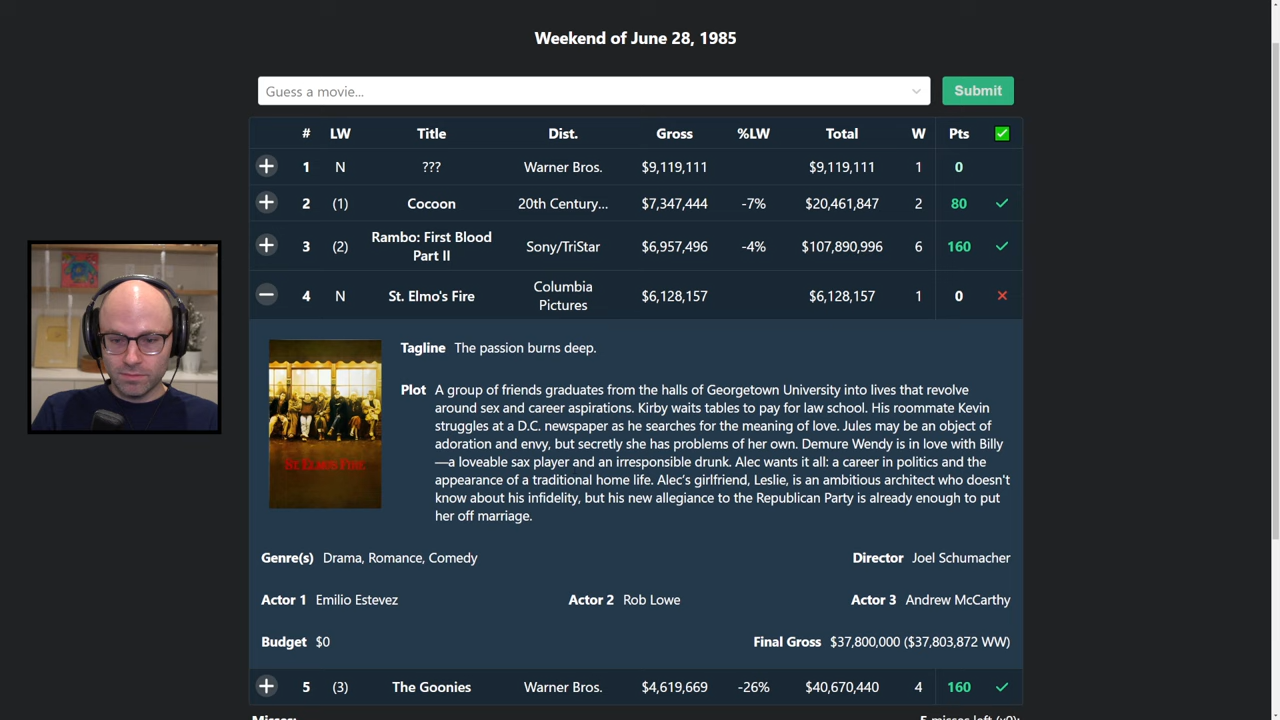 Weekend of June 28, 1985
Guess a movie...
Submit
# LW Title Dist. Gross %LW Total W Pts
1 N ??? Warner Bros. $9,119,111 $9,119,111 1 0
2 (1) Cocoon 20th Century... $7,347,444 -7% $20,461,847 2 80
3 (2) Rambo: First Blood Part II Sony/TriStar $6,957,496 -4% $107,890,996 6 160
4 N St. Elmo's Fire Columbia Pictures $6,128,157 $6,128,157 1 0
Tagline The passion burns deep.
Plot A group of friends graduates from the halls of Georgetown University into lives that revolve
around sex and career aspirations. Kirby waits tables to pay for law school. His roommate Kevin
struggles at a D.C. newspaper as he searches for the meaning of love. Jules may be an object of
adoration and envy, but secretly she has problems of her own. Demure Wendy is in love with Billy
—a loveable sax player and an irresponsible drunk. Alec wants it all: a career in politics and the
appearance of a traditional home life. Alec's girlfriend, Leslie, is an ambitious architect who doesn't
know about his infidelity, but his new allegiance to the Republican Party is already enough to put
her off marriage.
ST. ELMO'S FIRE
Genre(s) Drama, Romance, Comedy
Director Joel Schumacher
Actor 1 Emilio Estevez
Actor 2 Rob Lowe
Actor 3 Andrew McCarthy
Budget $0
Final Gross $37,800,000 ($37,803,872 WW)
5 (3) The Goonies Warner Bros. $4,619,669 -26% $40,670,440 4 160
Misses:
5 misses left (x0):